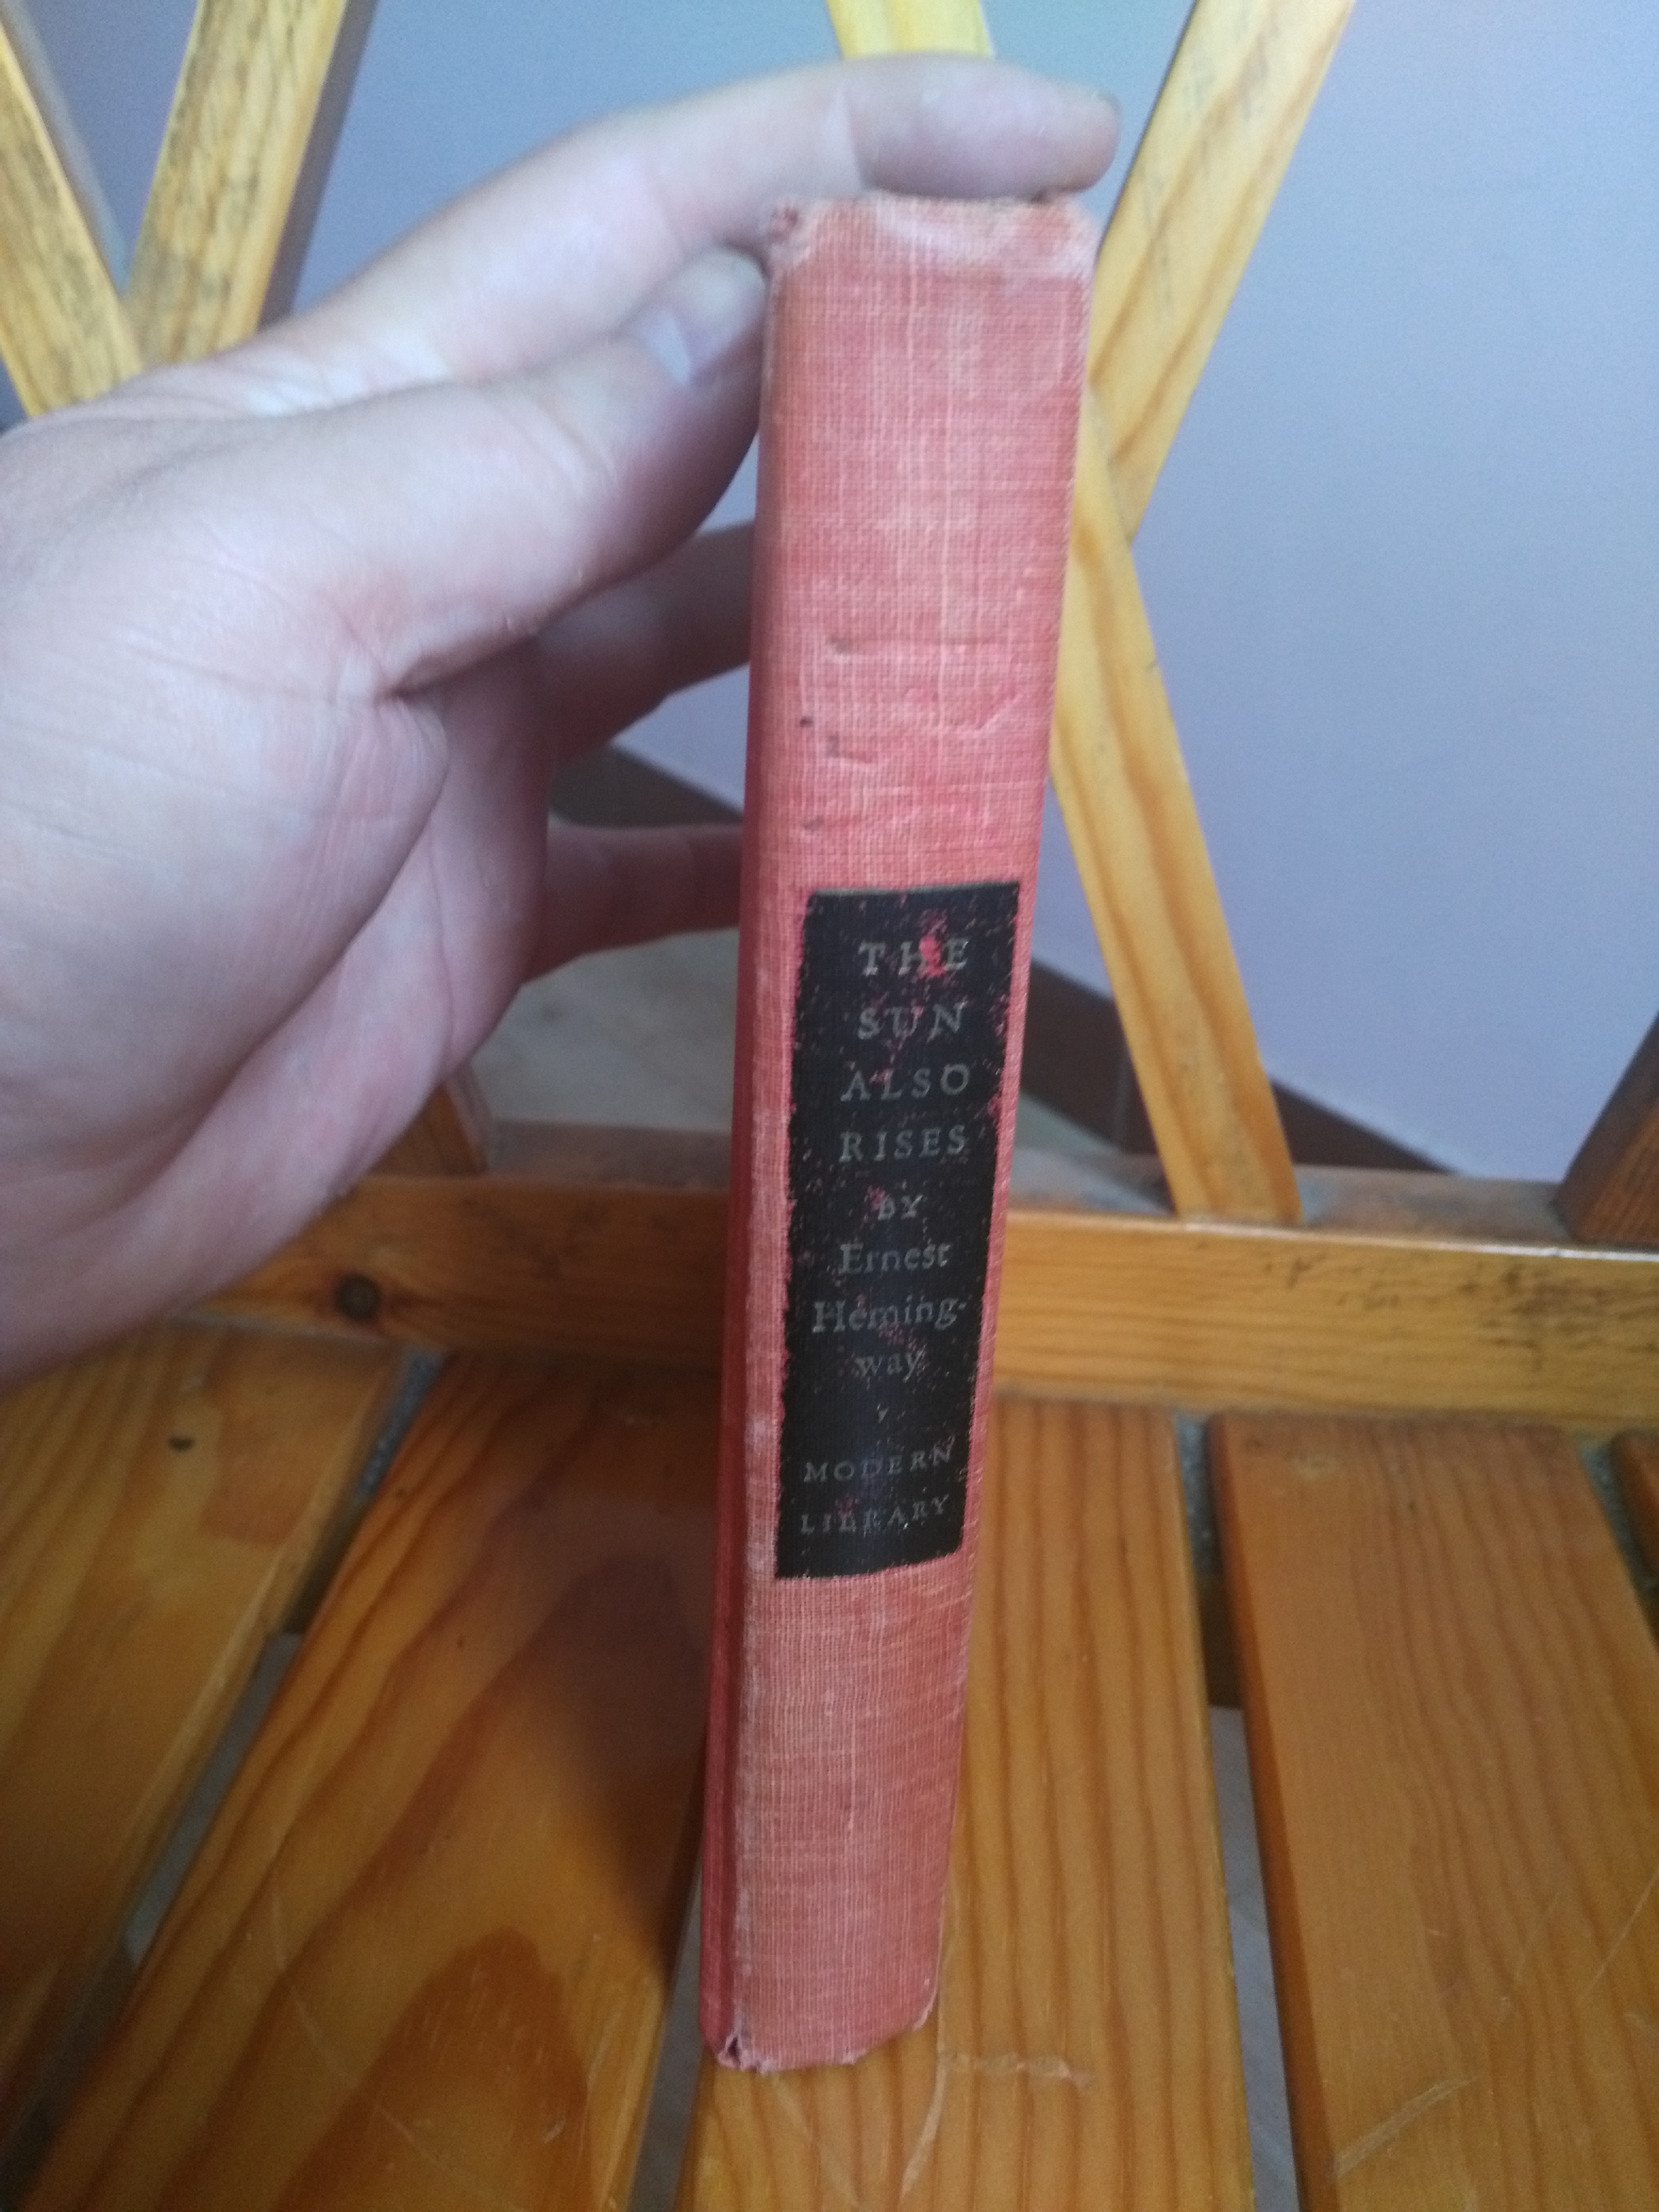 THE
SUN
ALSO
RISES
BY
Ernest
Heming-
way
MODERN
LIBRARY